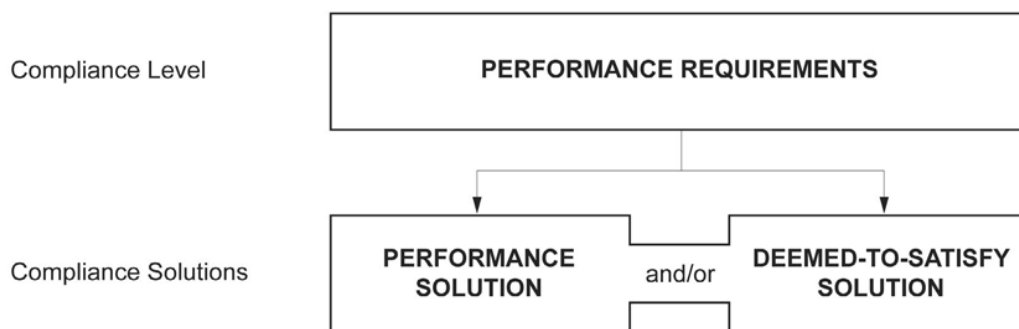 Compliance Level
PERFORMANCE REQUIREMENTS
Compliance Solutions
PERFORMANCE
SOLUTION
and/or
DEEMED-TO-SATISFY
SOLUTION